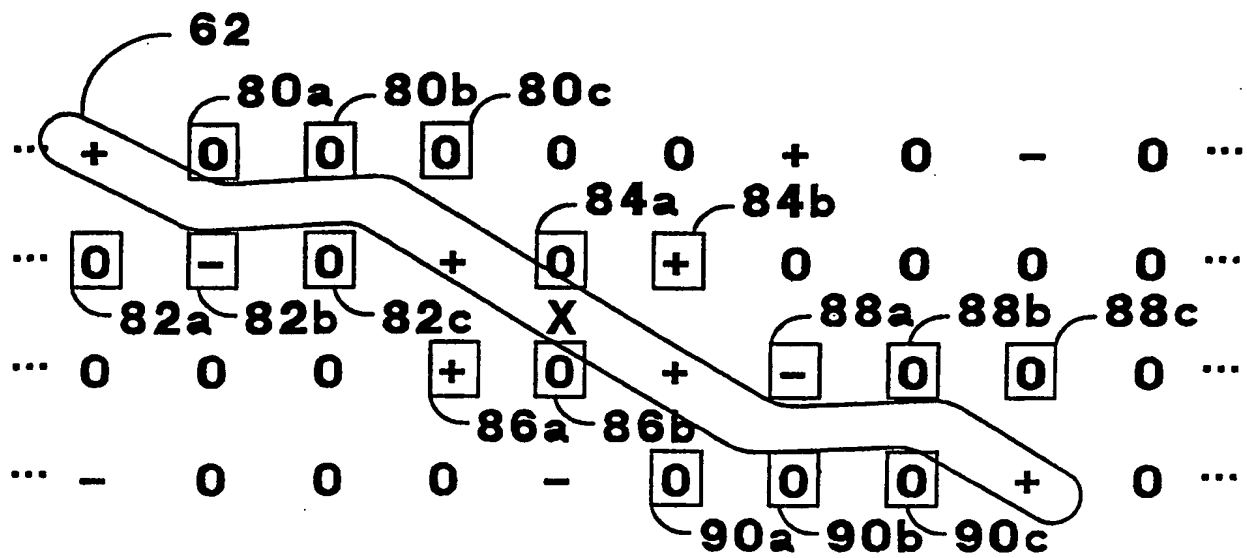 62
80a 80b 80c
... + 0 0 0 0 0 + 0 - 0 ...
84a 84b
... 0 - 0 + 0 + 0 0 0 0 ...
82a 82b 82c X 88a 88b 88c
... 0 0 0 + 0 + - 0 0 0 ...
86a 86b
... - 0 0 0 - 0 0 0 + 0 ...
90a 90b 90c